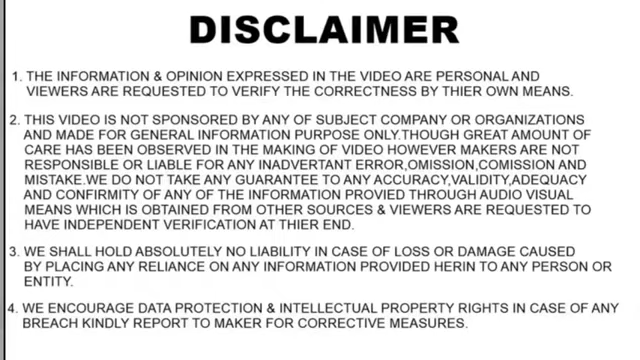 DISCLAIMER
1. THE INFORMATION & OPINION EXPRESSED IN THE VIDEO ARE PERSONAL AND
VIEWERS ARE REQUESTED TO VERIFY THE CORRECTNESS BY THIER OWN MEANS.
2. THIS VIDEO IS NOT SPONSORED BY ANY OF SUBJECT COMPANY OR ORGANIZATIONS
AND MADE FOR GENERAL INFORMATION PURPOSE ONLY.THOUGH GREAT AMOUNT OF
CARE HAS BEEN OBSERVED IN THE MAKING OF VIDEO HOWEVER MAKERS ARE NOT
RESPONSIBLE OR LIABLE FOR ANY INADVERTANT ERROR,OMISSION,COMISSION AND
MISTAKE.WE DO NOT TAKE ANY GUARANTEE TO ANY ACCURACY,VALIDITY,ADEQUACY
AND CONFIRMITY OF ANY OF THE INFORMATION PROVIED THROUGH AUDIO VISUAL
MEANS WHICH IS OBTAINED FROM OTHER SOURCES & VIEWERS ARE REQUESTED TO
HAVE INDEPENDENT VERIFICATION AT THIER END.
3. WE SHALL HOLD ABSOLUTELY NO LIABILITY IN CASE OF LOSS OR DAMAGE CAUSED
BY PLACING ANY RELIANCE ON ANY INFORMATION PROVIDED HERIN TO ANY PERSON OR
ENTITY.
4. WE ENCOURAGE DATA PROTECTION & INTELLECTUAL PROPERTY RIGHTS IN CASE OF ANY
BREACH KINDLY REPORT TO MAKER FOR CORRECTIVE MEASURES.